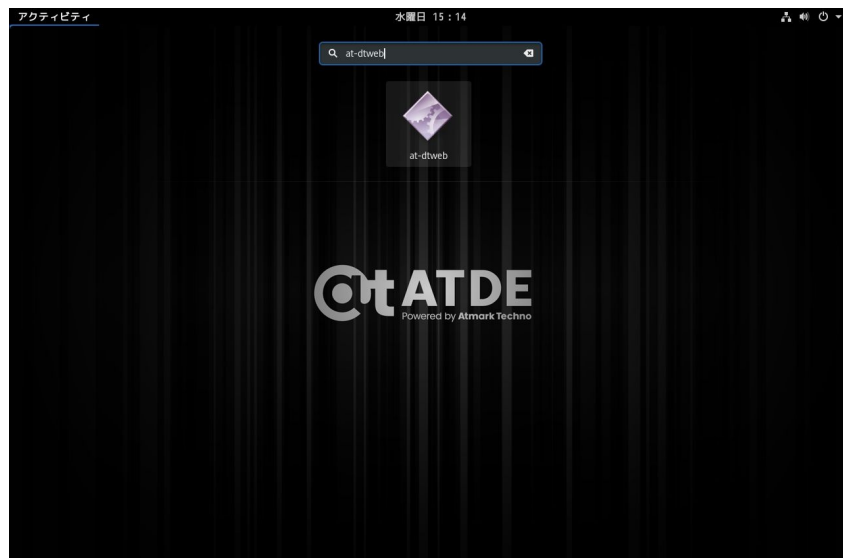 アクティビティ
水曜日 15：14
at-dtweb
at-dtweb
at ATDE
Powered by Atmark Techno